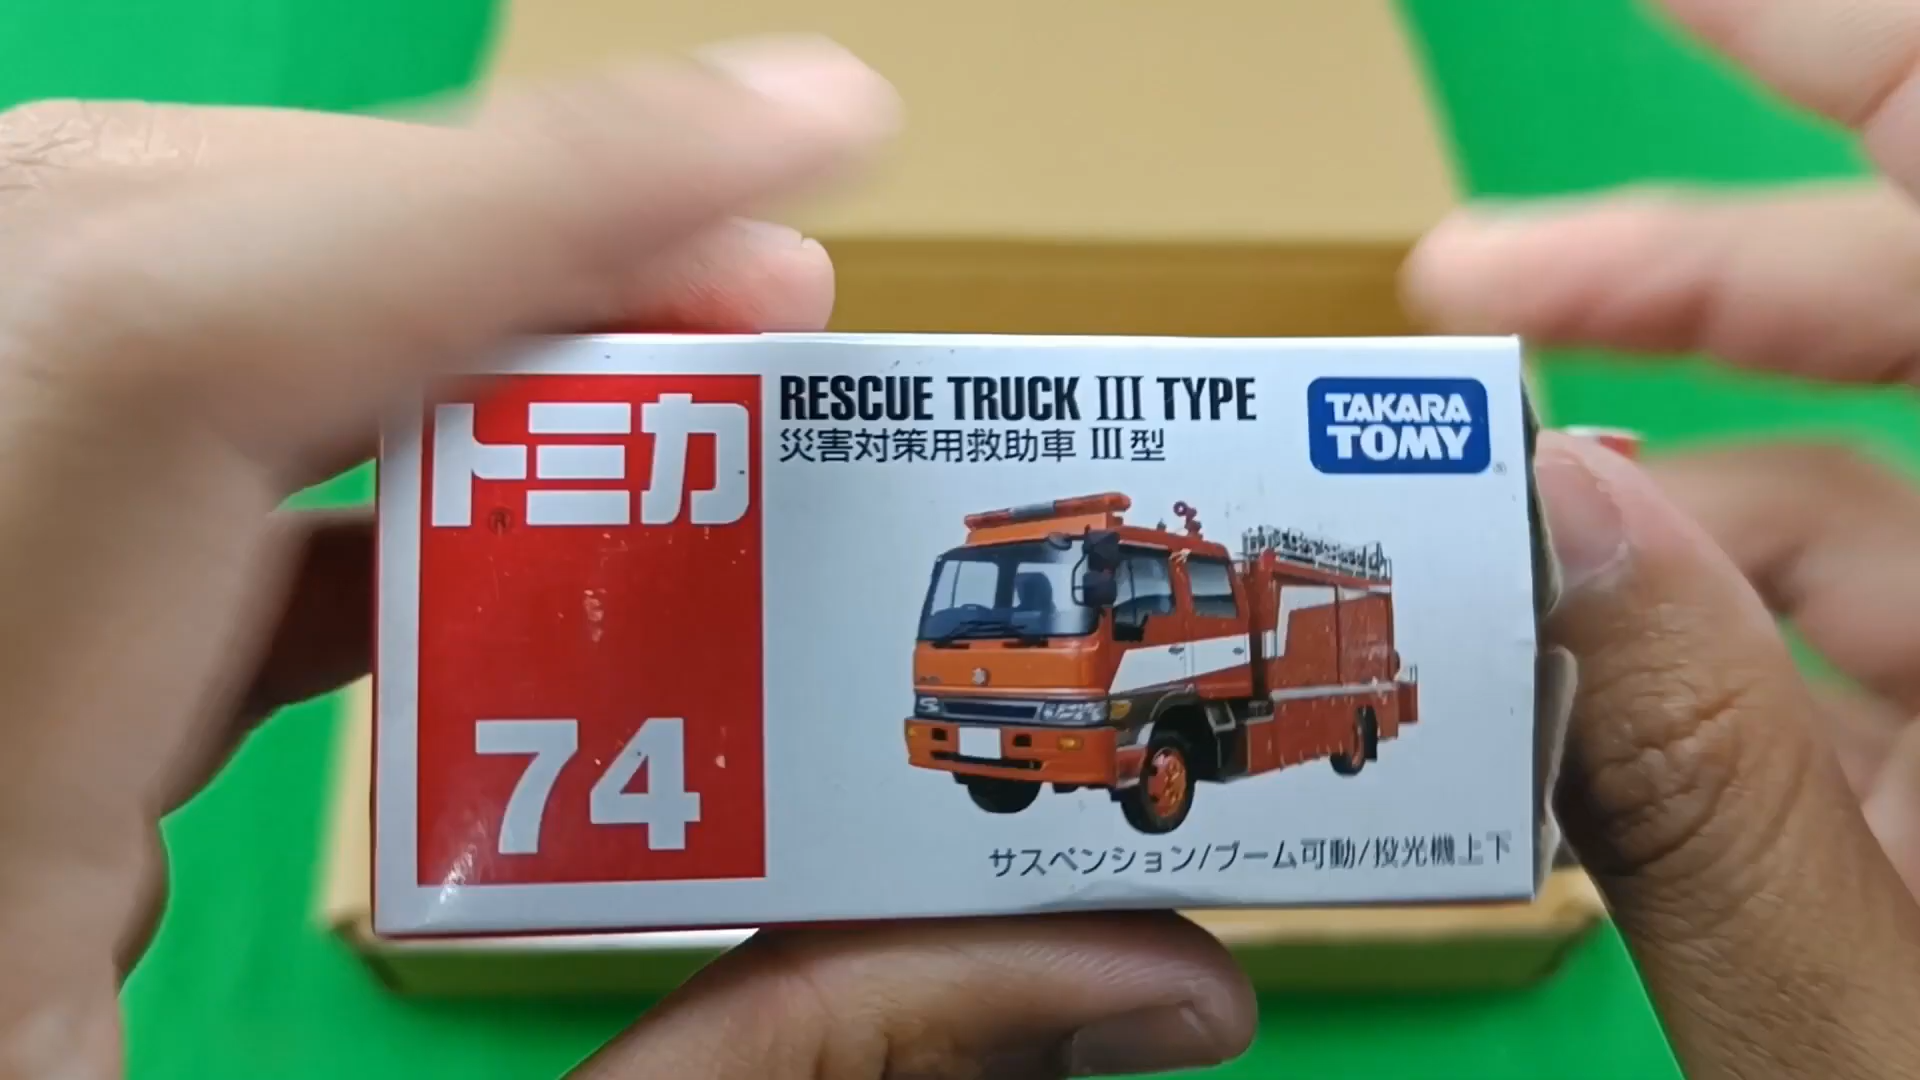 トミカ
74
RESCUE TRUCK III TYPE
災害対策用救助車 III型
TAKARA
TOMY
サスペンション/ブーム可動/投光機上下